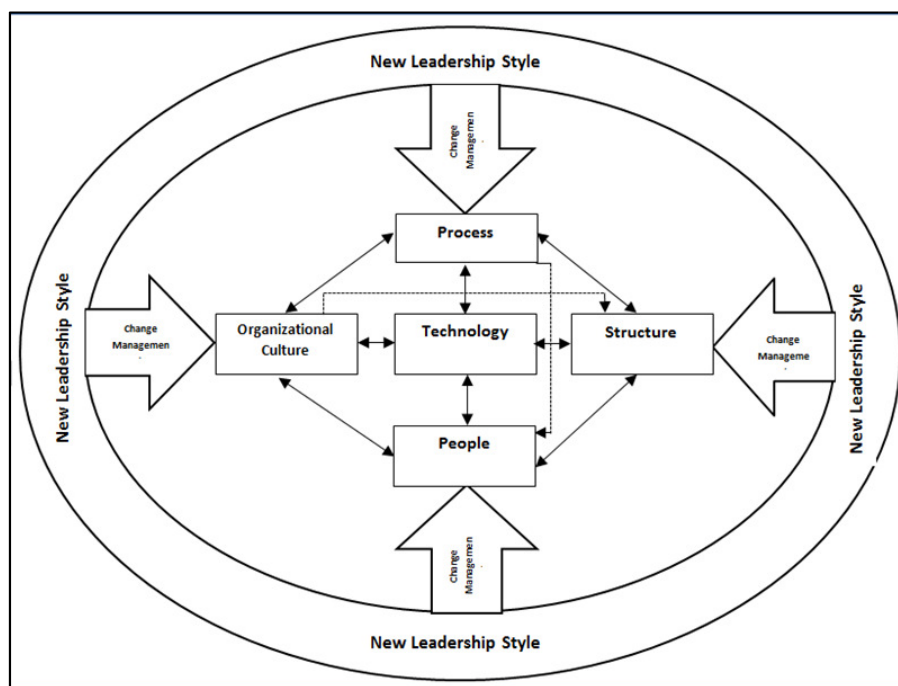 New Leadership Style
Change
Managemen
.
Process
New Leadership Style
Change
Managemen
.
Organizational
Culture
Technology
Structure
Change
Manageme
.
New Leadership Style
People
Change
Managemen
.
New Leadership Style